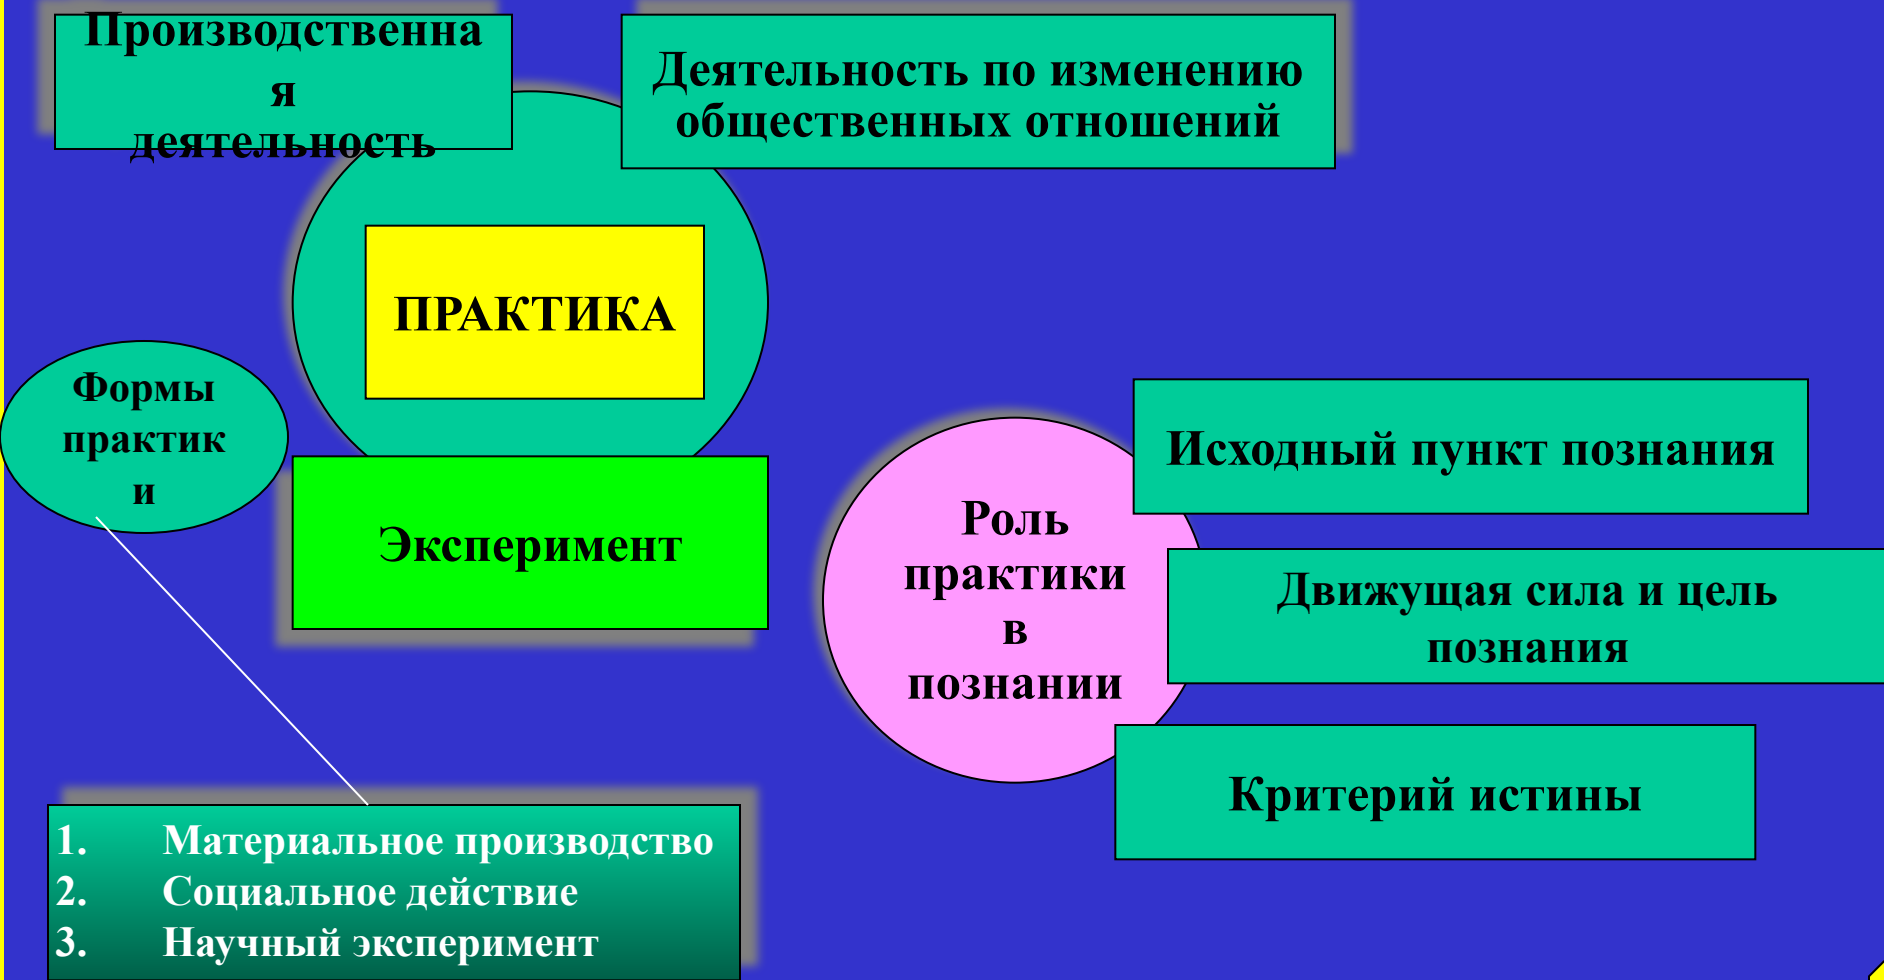 Производственна
я
деятельность
Деятельность по изменению
общественных отношений
ПРАКТИКА
Формы
практик
и
Эксперимент
Роль
практики
в
познании
Исходный пункт познания
Движущая сила и цель
познания
Критерий истины
1. Материальное производство
2. Социальное действие
3. Научный эксперимент